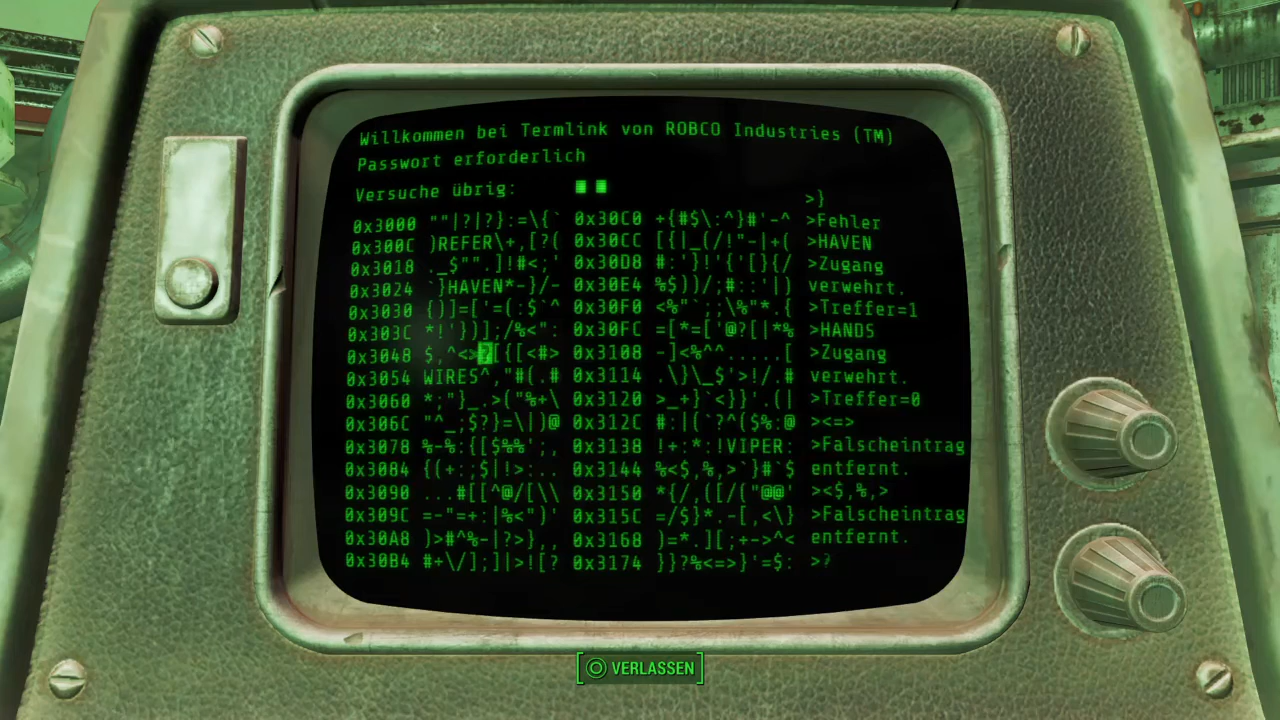 Willkommen bei Termlink von ROBCO Industries (TM)
Passwort erforderlich
Versuche übrig: ■ ■
0x3000 ""|?|?}:=\{`
0x300C )REFER\+,[?(
0x3018 ._$"".]!#<;'
0x3024 `}HAVEN*-}/-
0x3030 {)]=['=(:$`^
0x303C *!'})];/%<":
0x3048 $,^<>?[{[<#>
0x3054 WIRES^,"#(.#
0x3060 *;"}_.>("%+\
0x306C "^_;$?}=\|)@
0x3078 %-%:{[$%%';,
0x3084 {(+:;$|!>:..
0x3090 ...#[[^@/[\\
0x309C =-"=+:|%<")'
0x30A8 )>#^%-|?>},,
0x30B4 #+\/];]|>![?
0x30C0 +{#$\:^}#'-^
0x30CC [{|_(/!"-|+(
0x30D8 #:'}!'{'[}{/
0x30E4 %$))/;#::'|)
0x30F0 <%"`;;\%"*.{
0x30FC =[*=['@?[|*%
0x3108 -]<%^^......[
0x3114 .\}\_$'>!/.#
0x3120 >_+}`<}}'.(|
0x312C #:|(`?^($%:@
0x3138 !+:*:!VIPER:
0x3144 %<$,%,>`}#`$
0x3150 *{/,([/("@@'
0x315C =/$}*.-[,<\}
0x3168 )=*.][;+->^<
0x3174 }}?%<=>}'=$:
>}
>Fehler
>HAVEN
>Zugang
verwehrt.
>Treffer=1
>HANDS
>Zugang
verwehrt.
>Treffer=0
><=>
>Falscheintrag
entfernt.
><$,%,>
>Falscheintrag
entfernt.
>?
VERLASSEN